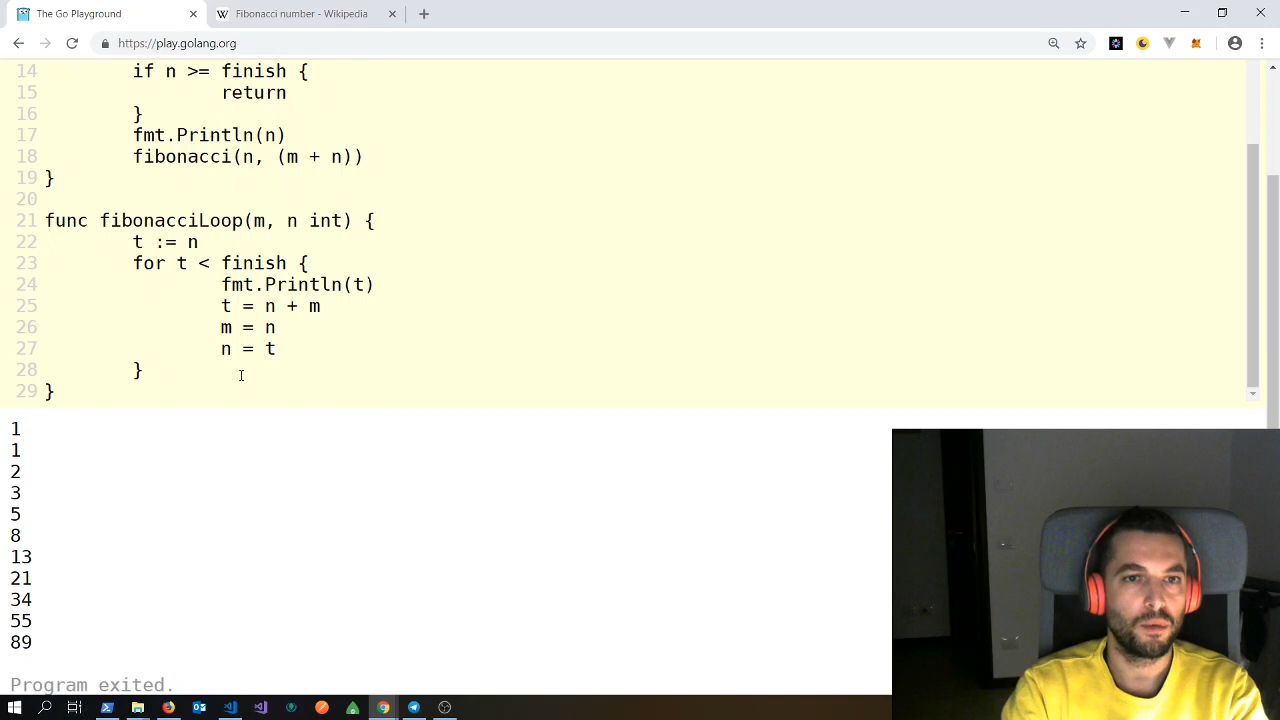 The Go Playground
Fibonacci number - Wikipedia
https://play.golang.org
14 if n >= finish {
15 return
16 }
17 fmt.Println(n)
18 fibonacci(n, (m + n))
19 }
20
21 func fibonacciLoop(m, n int) {
22 t := n
23 for t < finish {
24 fmt.Println(t)
25 t = n + m
26 m = n
27 n = t
28 }
29 }
1
1
2
3
5
8
13
21
34
55
89
Program exited.